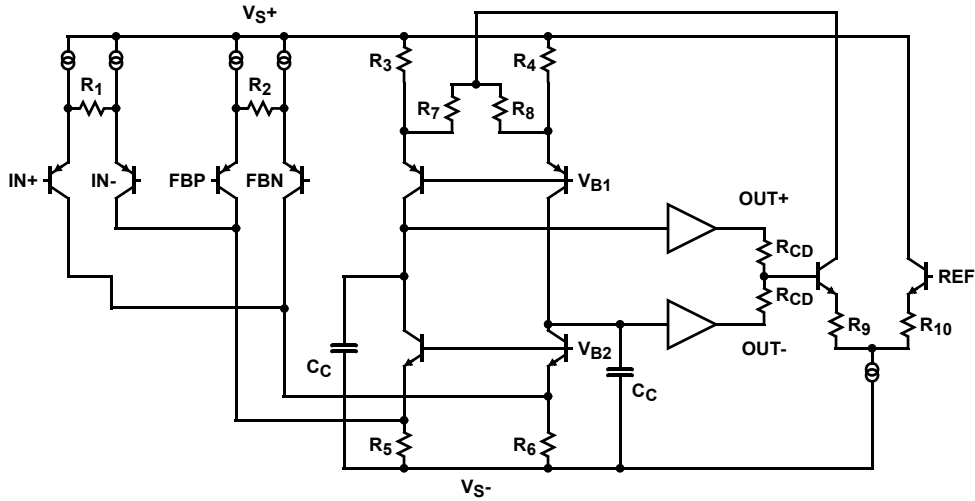 VS+
R3
R4
R1
R2
R7
R8
IN+
IN-
FBP
FBN
VB1
OUT+
RCD
REF
RCD
R9
R10
VB2
OUT-
CC
CC
R5
R6
VS-